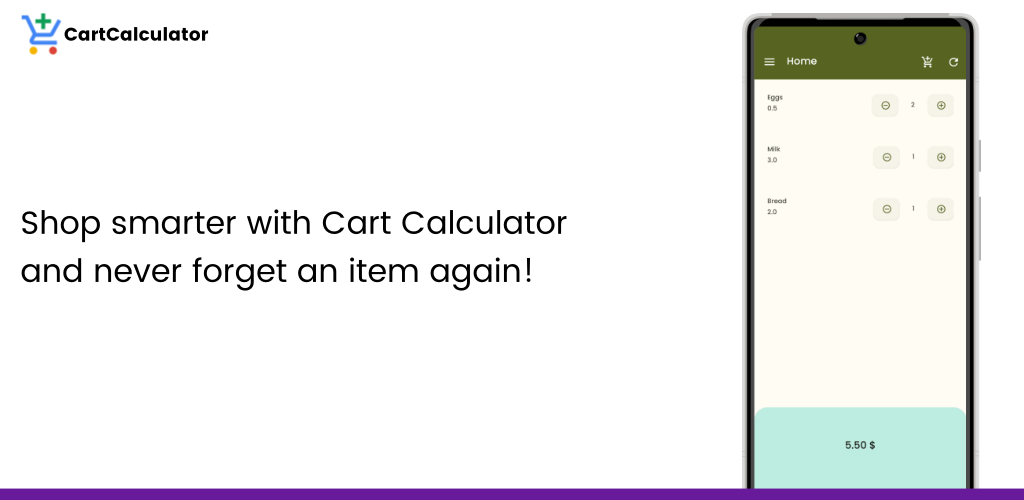 CartCalculator
Shop smarter with Cart Calculator
and never forget an item again!
Home
Eggs
0.5
2
Milk
3.0
1
Bread
2.0
1
5.50 $